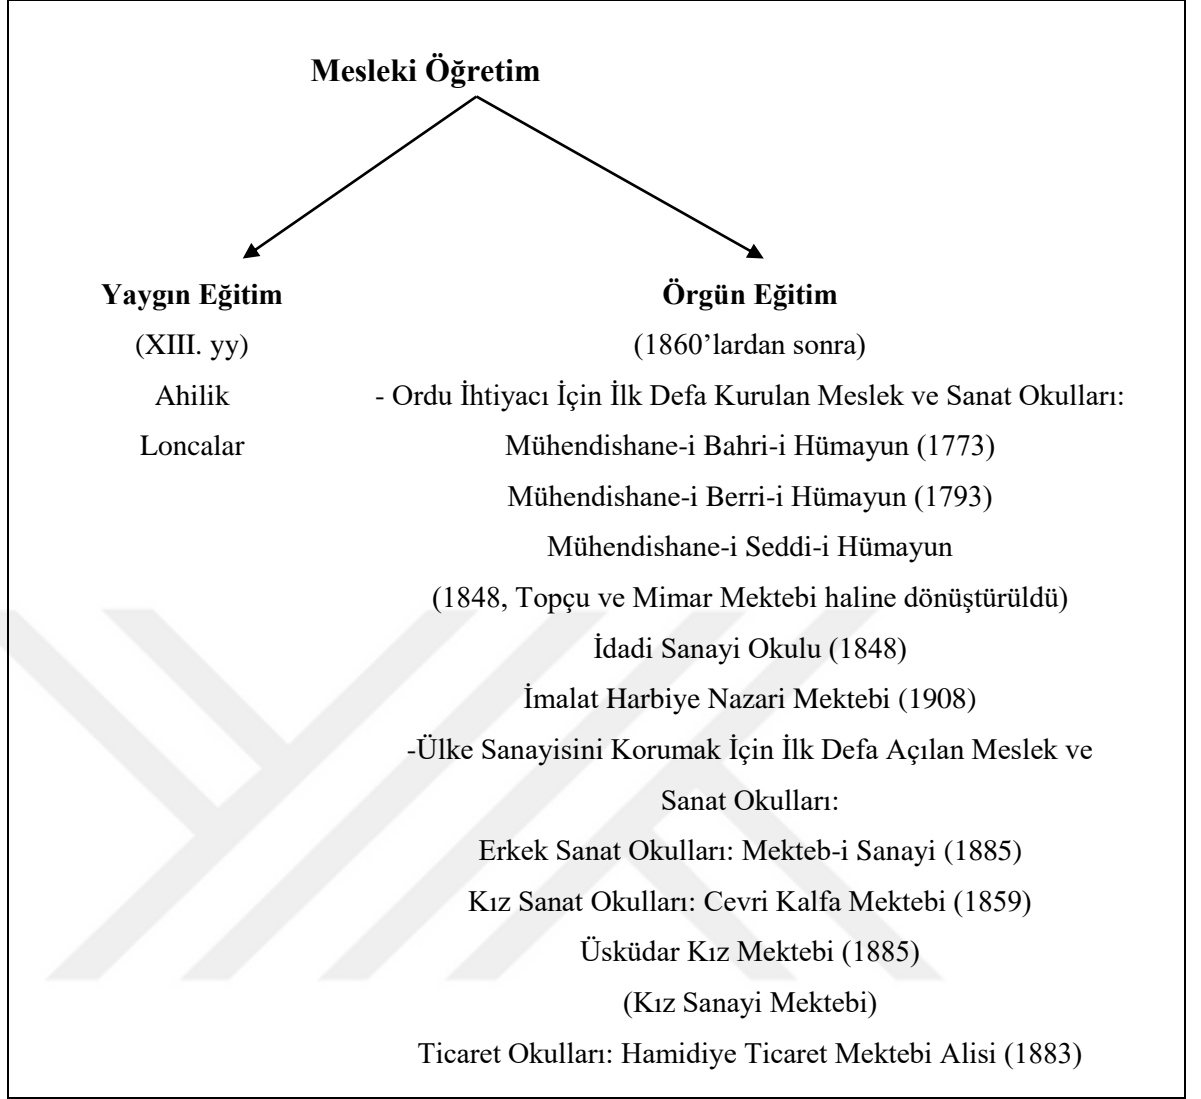 Mesleki Öğretim
Yaygın Eğitim
(XIII. yy)
Ahilik
Loncalar
Örgün Eğitim
(1860’lardan sonra)
- Ordu İhtiyacı İçin İlk Defa Kurulan Meslek ve Sanat Okulları:
Mühendishane-i Bahri-i Hümayun (1773)
Mühendishane-i Berri-i Hümayun (1793)
Mühendishane-i Seddi-i Hümayun
(1848, Topçu ve Mimar Mektebi haline dönüştürüldü)
İdadi Sanayi Okulu (1848)
İmalat Harbiye Nazari Mektebi (1908)
-Ülke Sanayisini Korumak İçin İlk Defa Açılan Meslek ve
Sanat Okulları:
Erkek Sanat Okulları: Mekteb-i Sanayi (1885)
Kız Sanat Okulları: Cevri Kalfa Mektebi (1859)
Üsküdar Kız Mektebi (1885)
(Kız Sanayi Mektebi)
Ticaret Okulları: Hamidiye Ticaret Mektebi Alisi (1883)